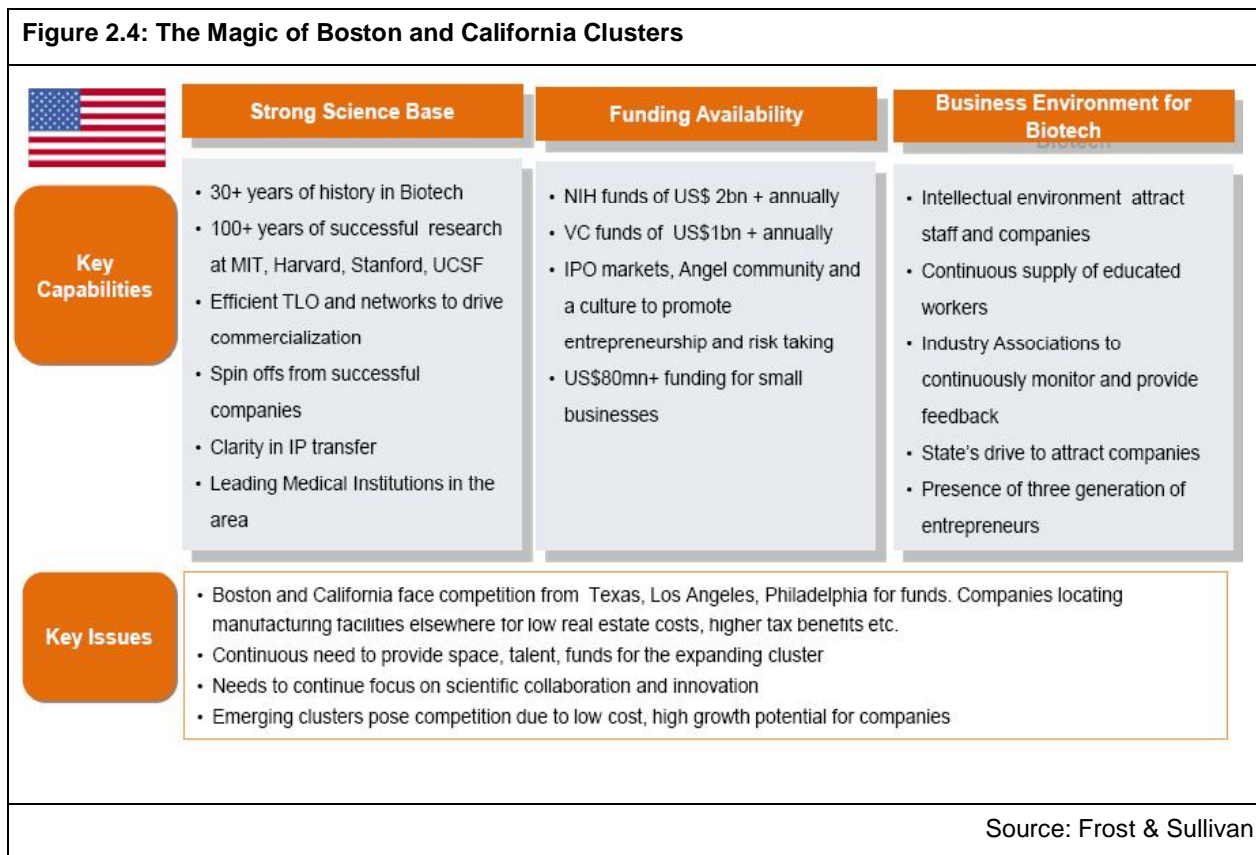 Figure 2.4: The Magic of Boston and California Clusters
Strong Science Base
Funding Availability
Business Environment for
Biotech
Key
Capabilities
• 30+ years of history in Biotech
• 100+ years of successful research
at MIT, Harvard, Stanford, UCSF
• Efficient TLO and networks to drive
commercialization
• Spin offs from successful
companies
• Clarity in IP transfer
• Leading Medical Institutions in the
area
• NIH funds of US$ 2bn + annually
• VC funds of US$1bn + annually
• IPO markets, Angel community and
a culture to promote
entrepreneurship and risk taking
• US$80mn+ funding for small
businesses
• Intellectual environment attract
staff and companies
• Continuous supply of educated
workers
• Industry Associations to
continuously monitor and provide
feedback
• State's drive to attract companies
• Presence of three generation of
entrepreneurs
Key Issues
• Boston and California face competition from Texas, Los Angeles, Philadelphia for funds. Companies locating
manufacturing facilities elsewhere for low real estate costs, higher tax benefits etc.
• Continuous need to provide space, talent, funds for the expanding cluster
• Needs to continue focus on scientific collaboration and innovation
• Emerging clusters pose competition due to low cost, high growth potential for companies
Source: Frost & Sullivan